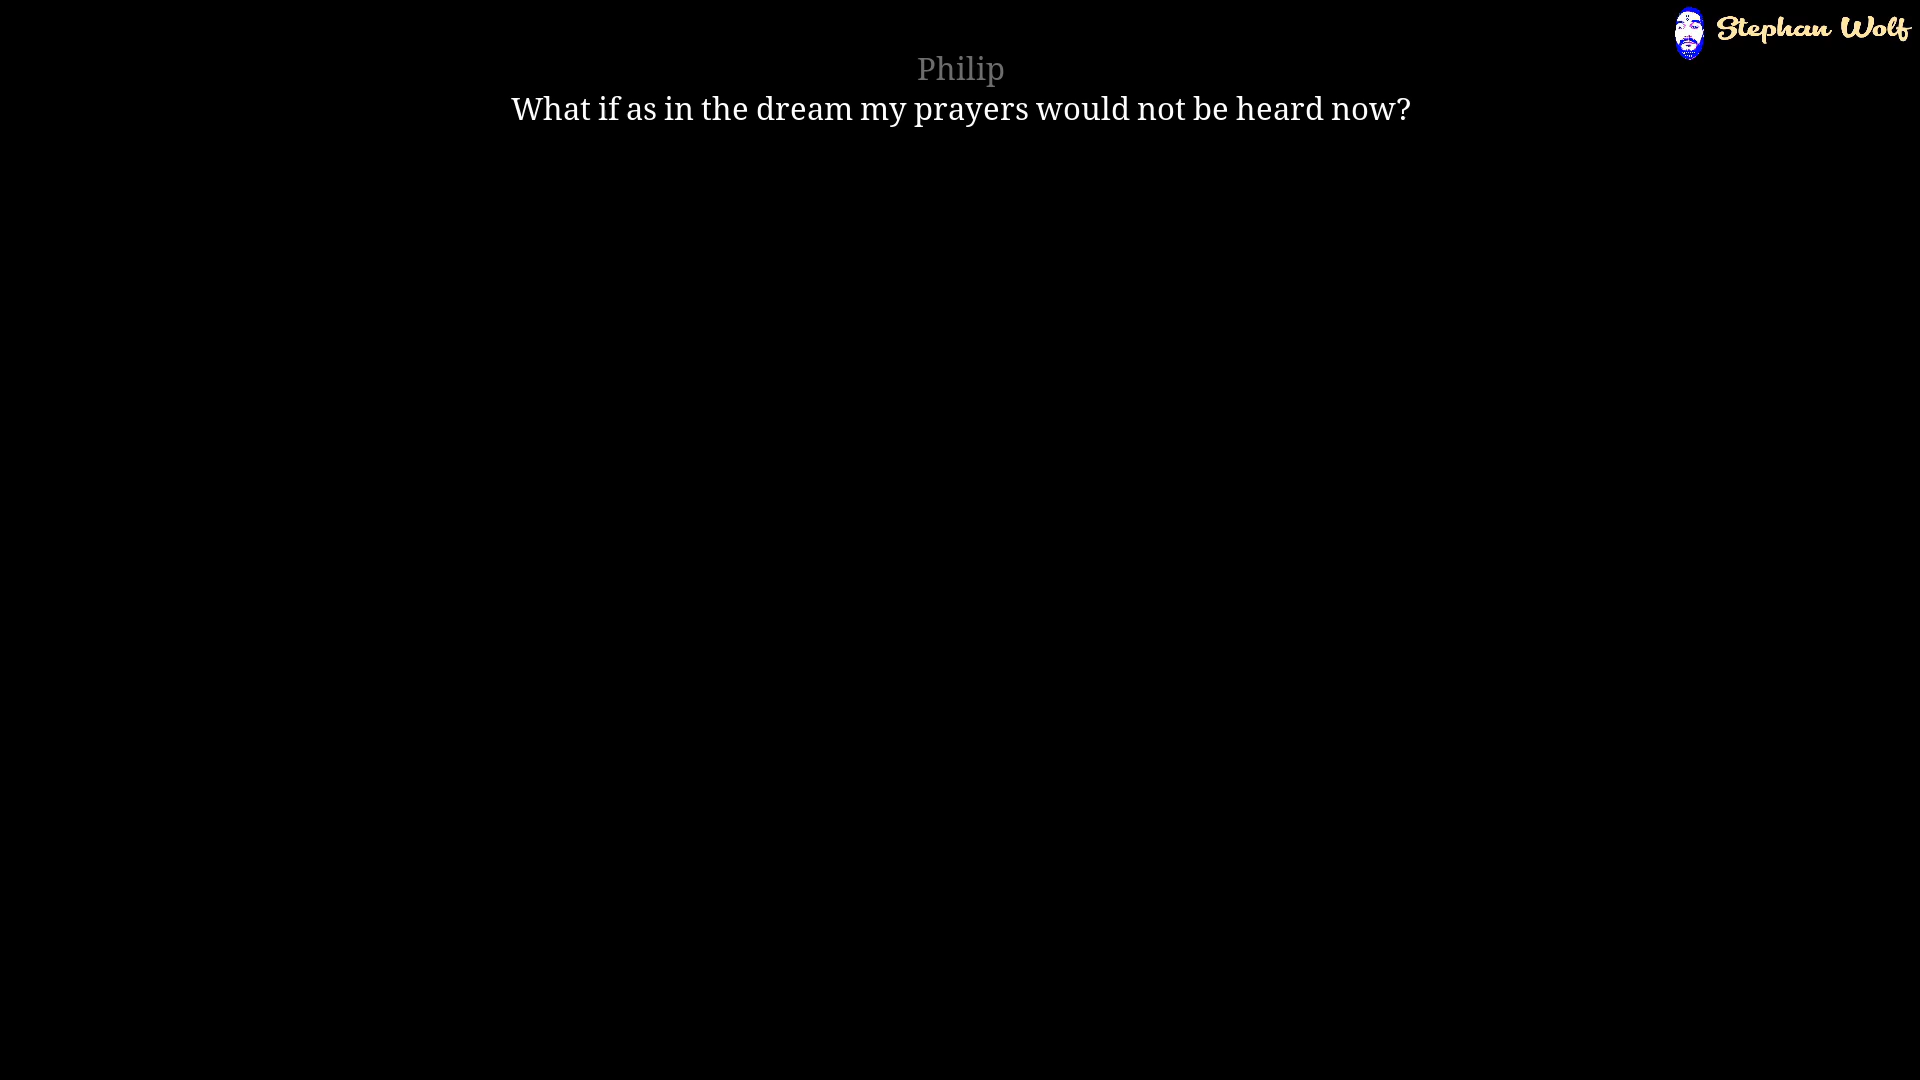 Stephan Wolf
Philip
What if as in the dream my prayers would not be heard now?